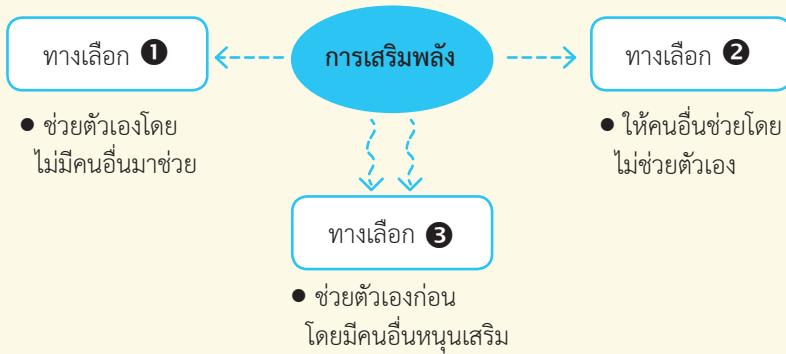 ทางเลือก ❶
การเสริมพลัง
ทางเลือก ❷
● ช่วยตัวเองโดย
ไม่มีคนอื่นมาช่วย
● ให้คนอื่นช่วยโดย
ไม่ช่วยตัวเอง
ทางเลือก ❸
● ช่วยตัวเองก่อน
โดยมีคนอื่นหนุนเสริม